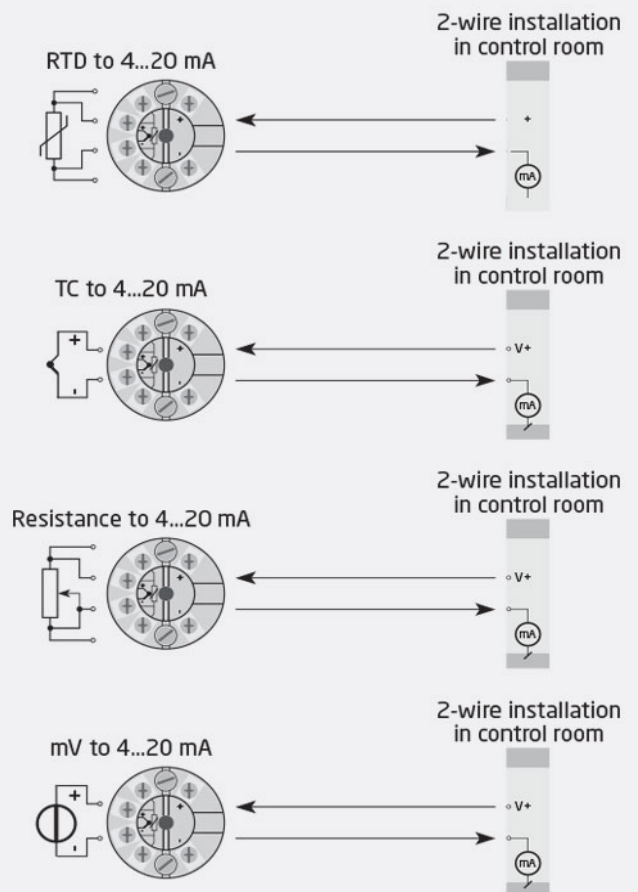 2-wire installation
in control room
RTD to 4...20 mA
+
-
+
mA
2-wire installation
in control room
TC to 4...20 mA
+
-
+
-
V+
mA
2-wire installation
in control room
Resistance to 4...20 mA
+
-
V+
mA
2-wire installation
in control room
mV to 4...20 mA
+
-
+
-
V+
mA